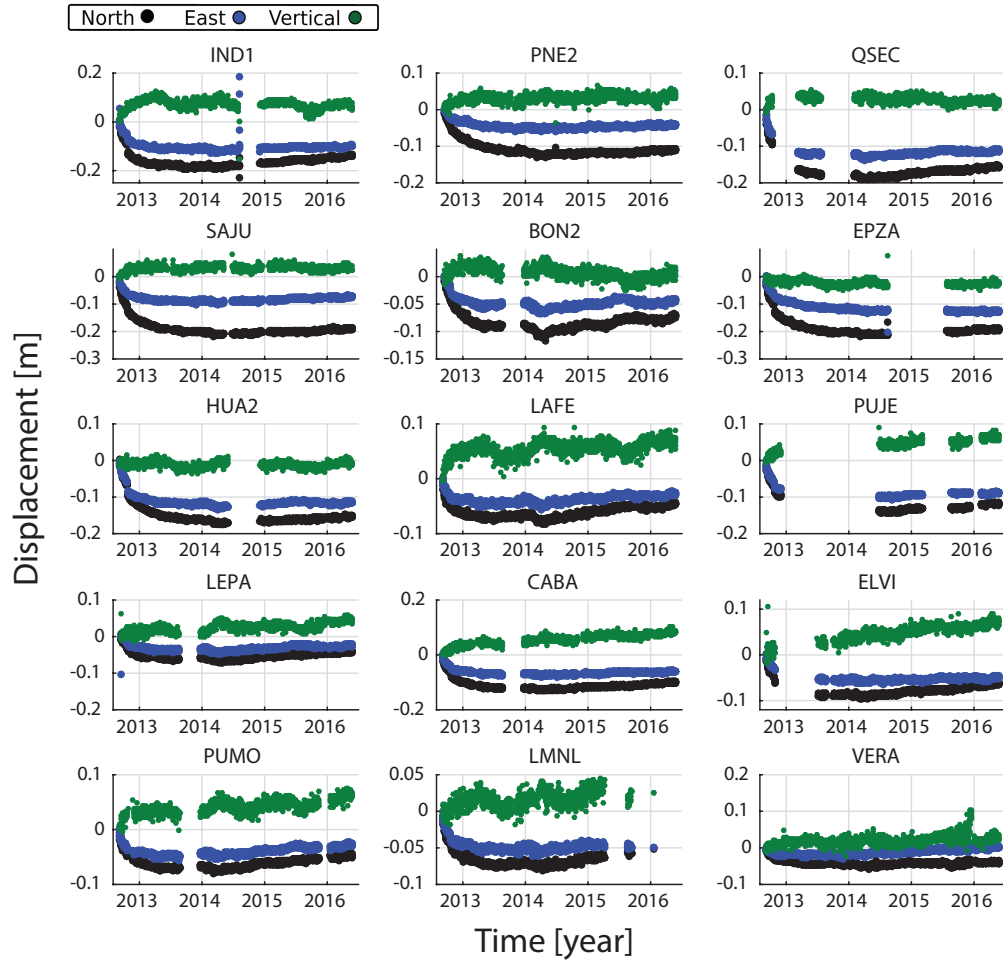 North East Vertical
IND1 PNE2 QSEC
0.2 0.1 0.1
0 0 0
-0.1 -0.1
-0.2 -0.2 -0.2
2013 2014 2015 2016 2013 2014 2015 2016 2013 2014 2015 2016
SAJU BON2 EPZA
0.05
0 0 0
-0.1 -0.05 -0.1
-0.2 -0.1 -0.2
-0.3 -0.15 -0.3
2013 2014 2015 2016 2013 2014 2015 2016 2013 2014 2015 2016
HUA2 LAFE PUJE
0.1 0.1 0.1
0 0 0
-0.1 -0.1
-0.2 -0.1 -0.2
2013 2014 2015 2016 2013 2014 2015 2016 2013 2014 2015 2016
LEPA CABA ELVI
0.1 0.2 0.1
0 0 0
-0.1 -0.1
-0.2 -0.2
2013 2014 2015 2016 2013 2014 2015 2016 2013 2014 2015 2016
PUMO LMNL VERA
0.1 0.05 0.2
0 0 0.1
-0.05 0
-0.1 -0.1 -0.1
2013 2014 2015 2016 2013 2014 2015 2016 2013 2014 2015 2016
Displacement [m]
Time [year]